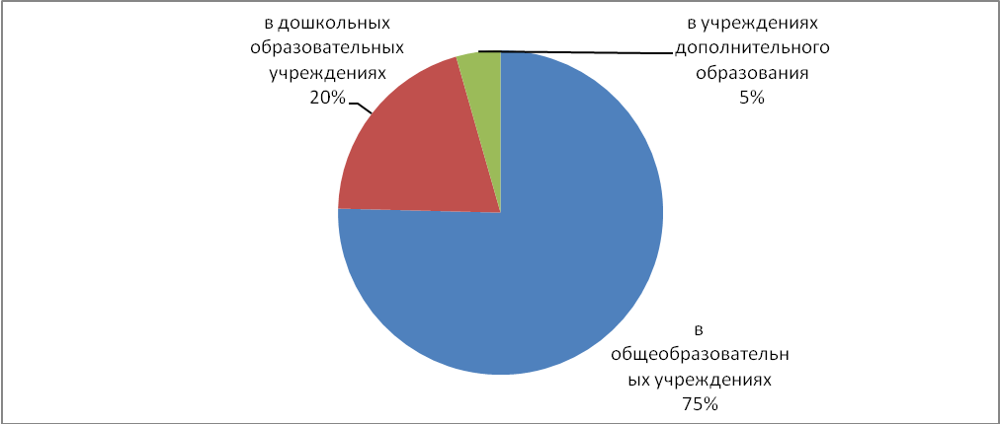 в дошкольных
образовательных
учреждениях
20%
в учреждениях
дополнительного
образования
5%
в
общеобразовательн
ых учреждениях
75%